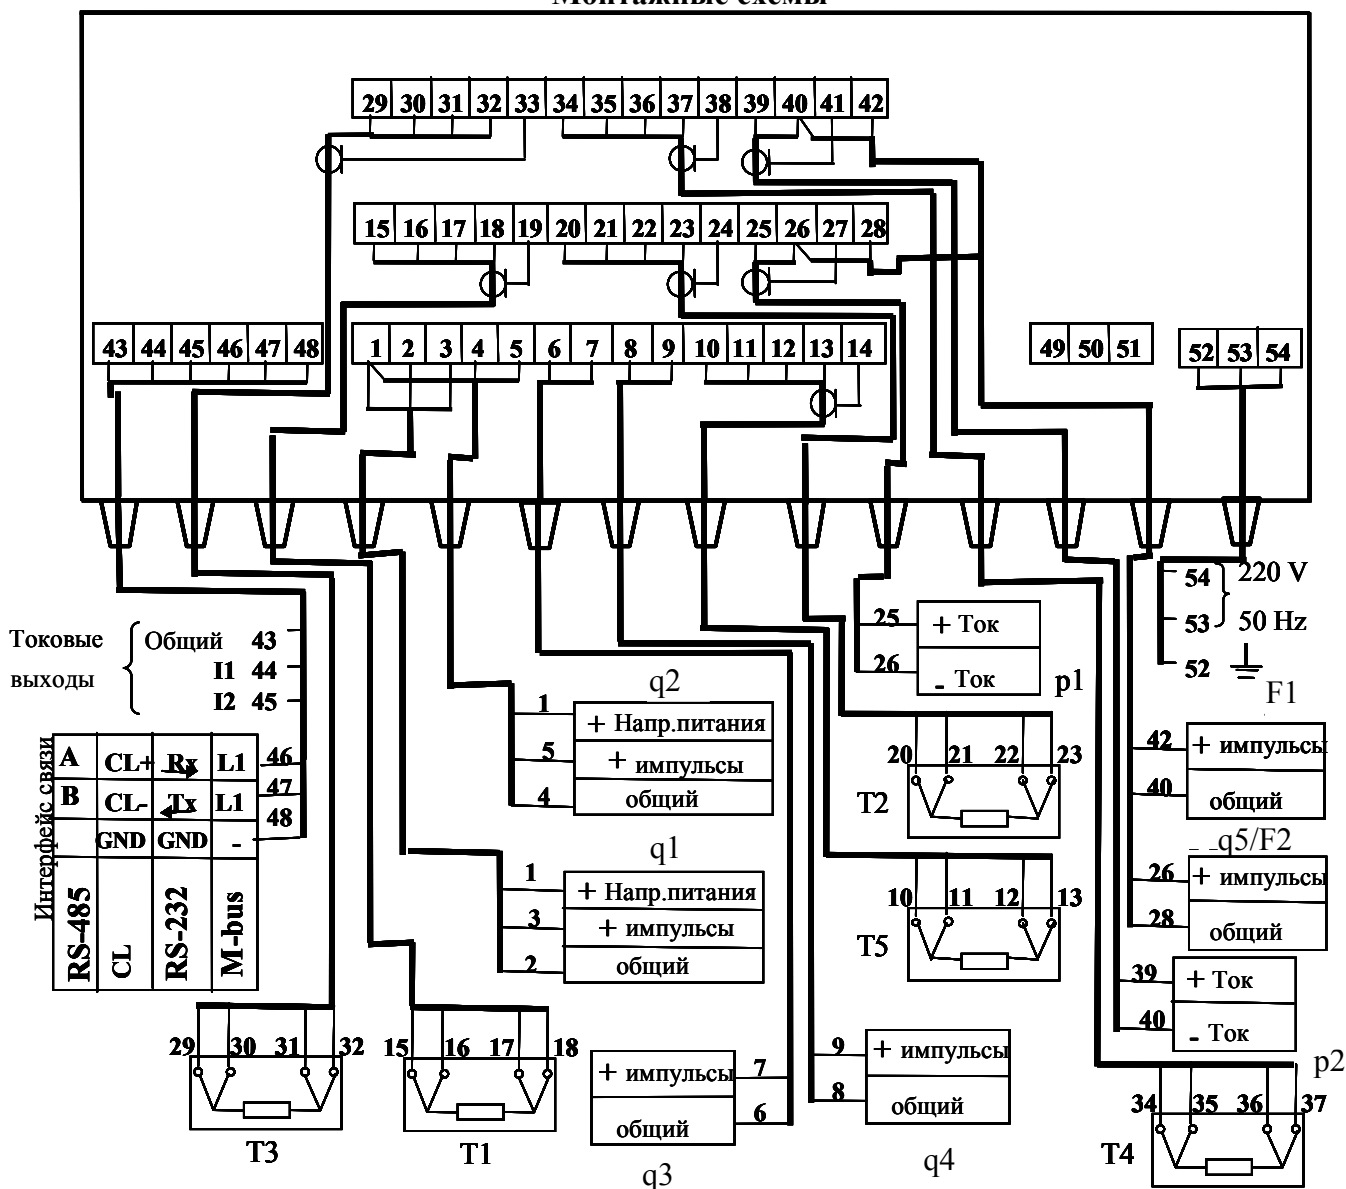 Монтажные схемы
29 30 31 32 33 34 35 36 37 38 39 40 41 42
15 16 17 18 19 20 21 22 23 24 25 26 27 28
43 44 45 46 47 48
1 2 3 4 5 6 7 8 9 10 11 12 13 14
49 50 51
52 53 54
54 220 V
53 50 Hz
52
F1
Токовые выходы
Общий 43
I1 44
I2 45
Интерфейс связи
A CL+ Rx L1 46
B CL- Tx L1 47
GND GND - 48
RS-485 CL RS-232 M-bus
q2
1 + Напр.питания
5 + импульсы
4 общий
q1
1 + Напр.питания
3 + импульсы
2 общий
25 + Ток
26 - Ток
p1
20 21 22 23
T2
10 11 12 13
T5
42 + импульсы
40 общий
q5/F2
26 + импульсы
28 общий
39 + Ток
40 - Ток
p2
29 30 31 32
T3
15 16 17 18
T1
+ импульсы 7
общий 6
q3
9 + импульсы
8 общий
q4
34 35 36 37
T4